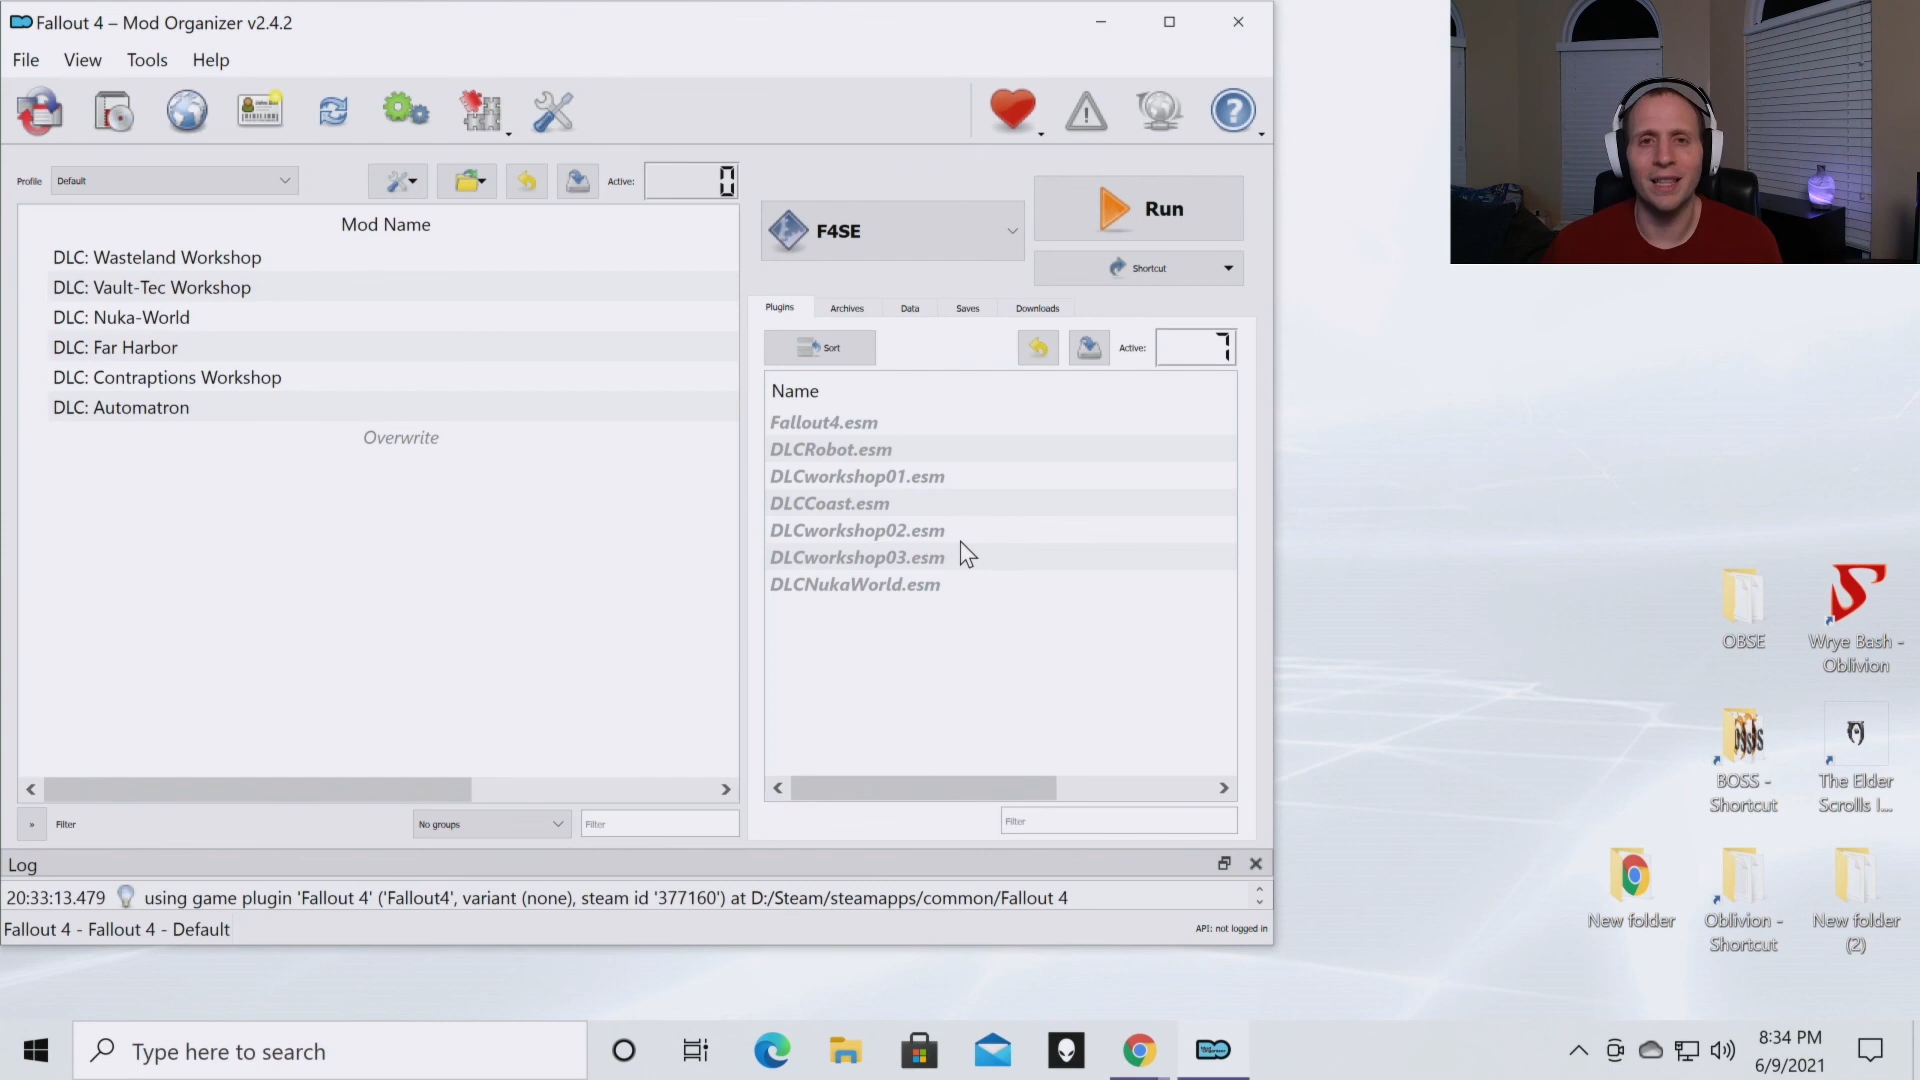 Fallout 4 – Mod Organizer v2.4.2
File View Tools Help
Profile Default Active: 0
Mod Name
DLC: Wasteland Workshop
DLC: Vault-Tec Workshop
DLC: Nuka-World
DLC: Far Harbor
DLC: Contraptions Workshop
DLC: Automatron
Overwrite
» Filter No groups Filter
F4SE
Run
Shortcut
Plugins Archives Data Saves Downloads
Sort Active: 7
Name
Fallout4.esm
DLCRobot.esm
DLCworkshop01.esm
DLCCoast.esm
DLCworkshop02.esm
DLCworkshop03.esm
DLCNukaWorld.esm
Filter
Log
20:33:13.479 using game plugin 'Fallout 4' ('Fallout4', variant (none), steam id '377160') at D:/Steam/steamapps/common/Fallout 4
Fallout 4 - Fallout 4 - Default API: not logged in
OBSE
Wrye Bash -
Oblivion
BOSS -
Shortcut
The Elder
Scrolls I...
New folder
Oblivion -
Shortcut
New folder
(2)
Type here to search
8:34 PM
6/9/2021